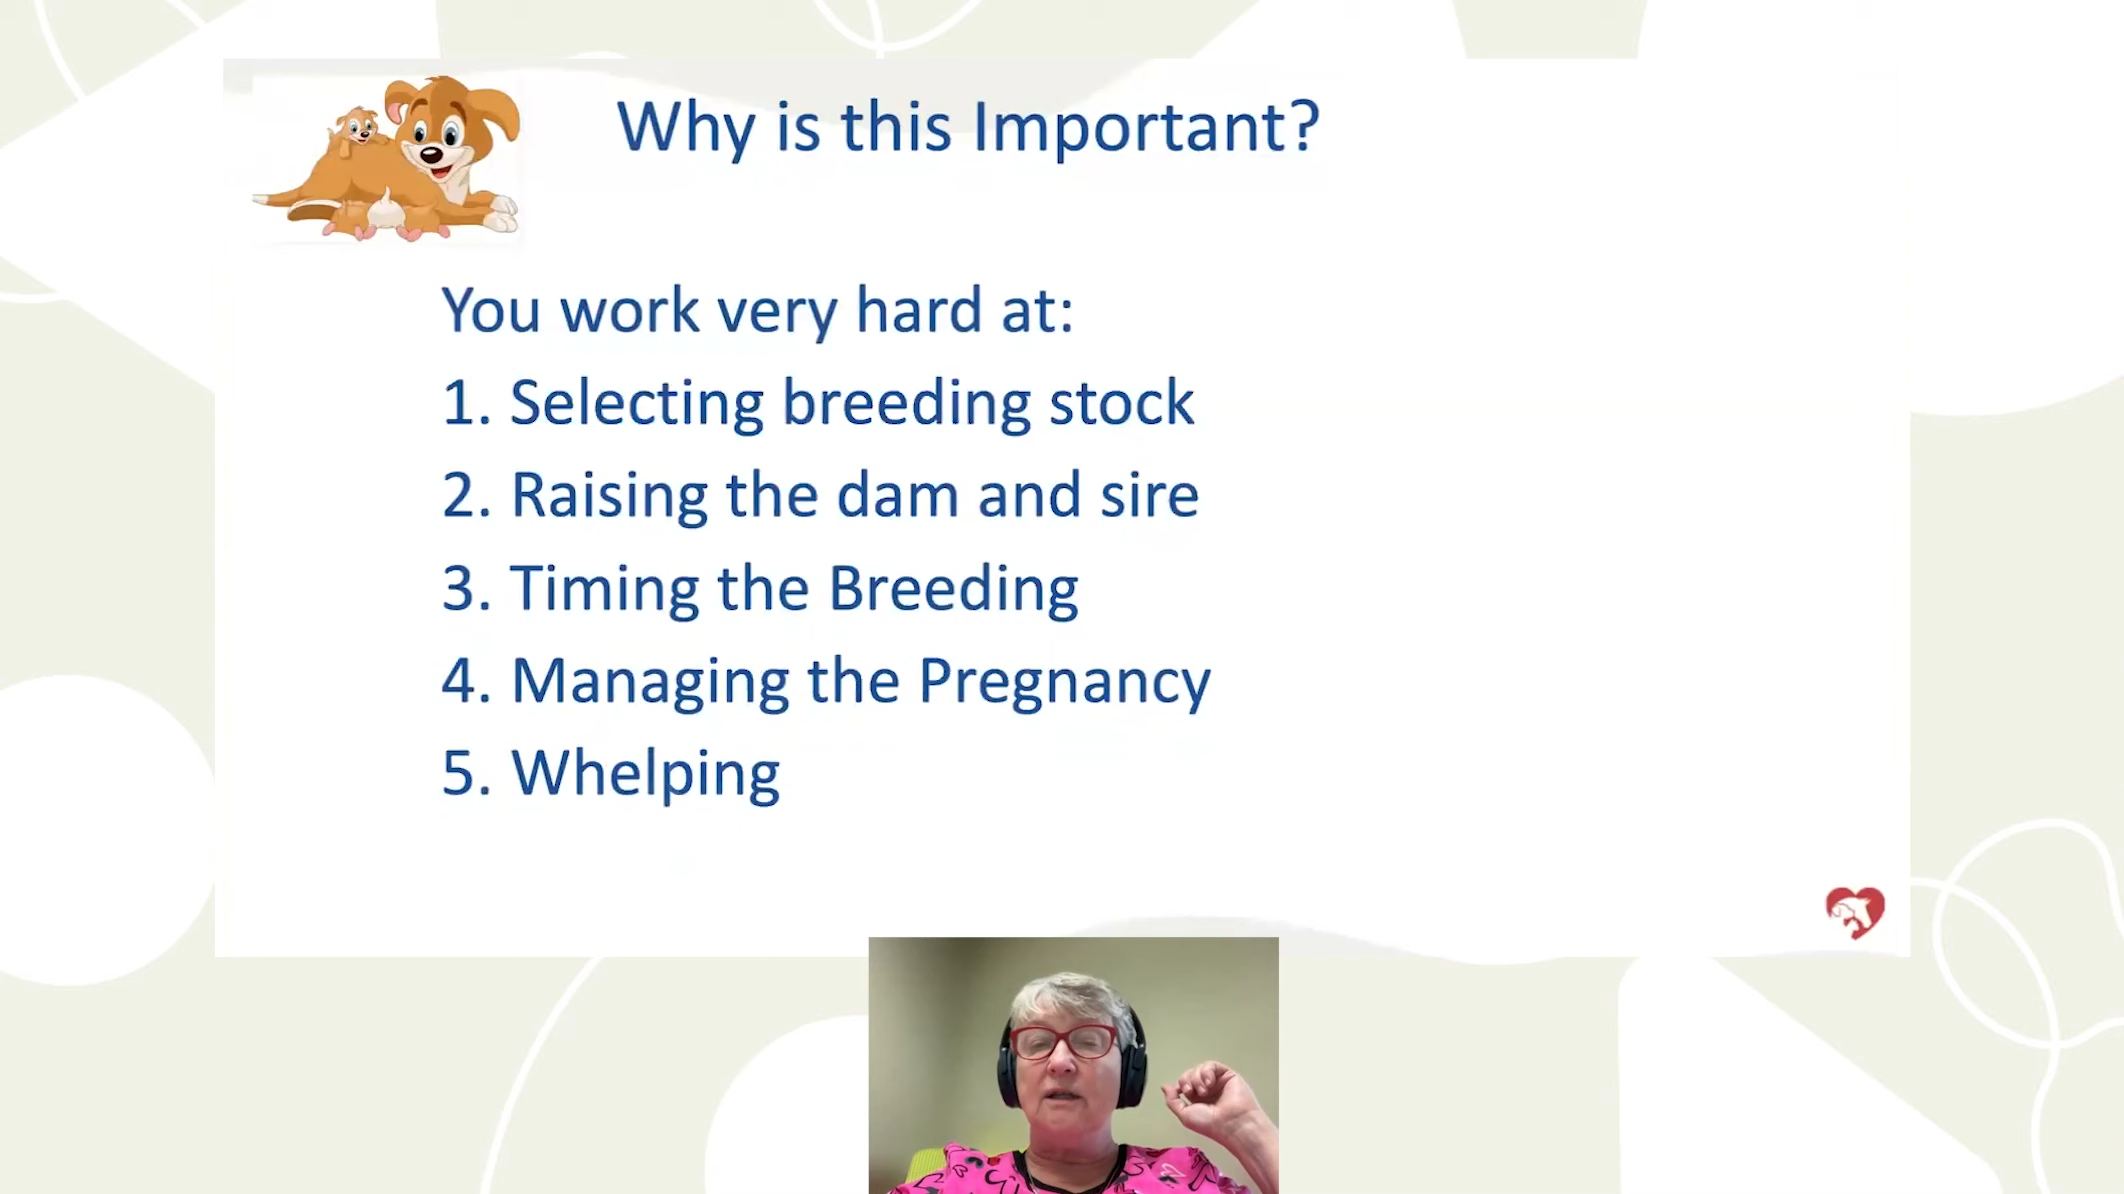 Why is this Important?
You work very hard at:
1. Selecting breeding stock
2. Raising the dam and sire
3. Timing the Breeding
4. Managing the Pregnancy
5. Whelping